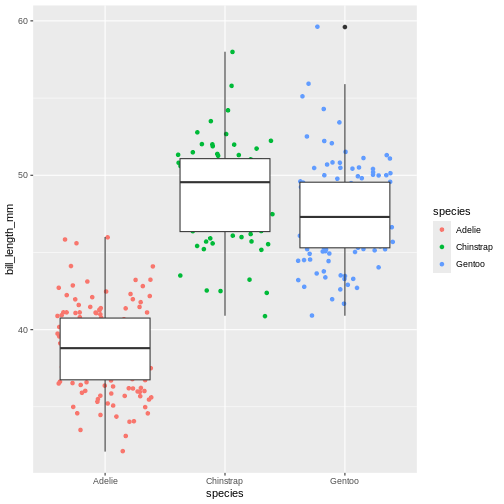 60
50
40
bill_length_mm
Adelie
Chinstrap
Gentoo
species
species
Adelie
Chinstrap
Gentoo